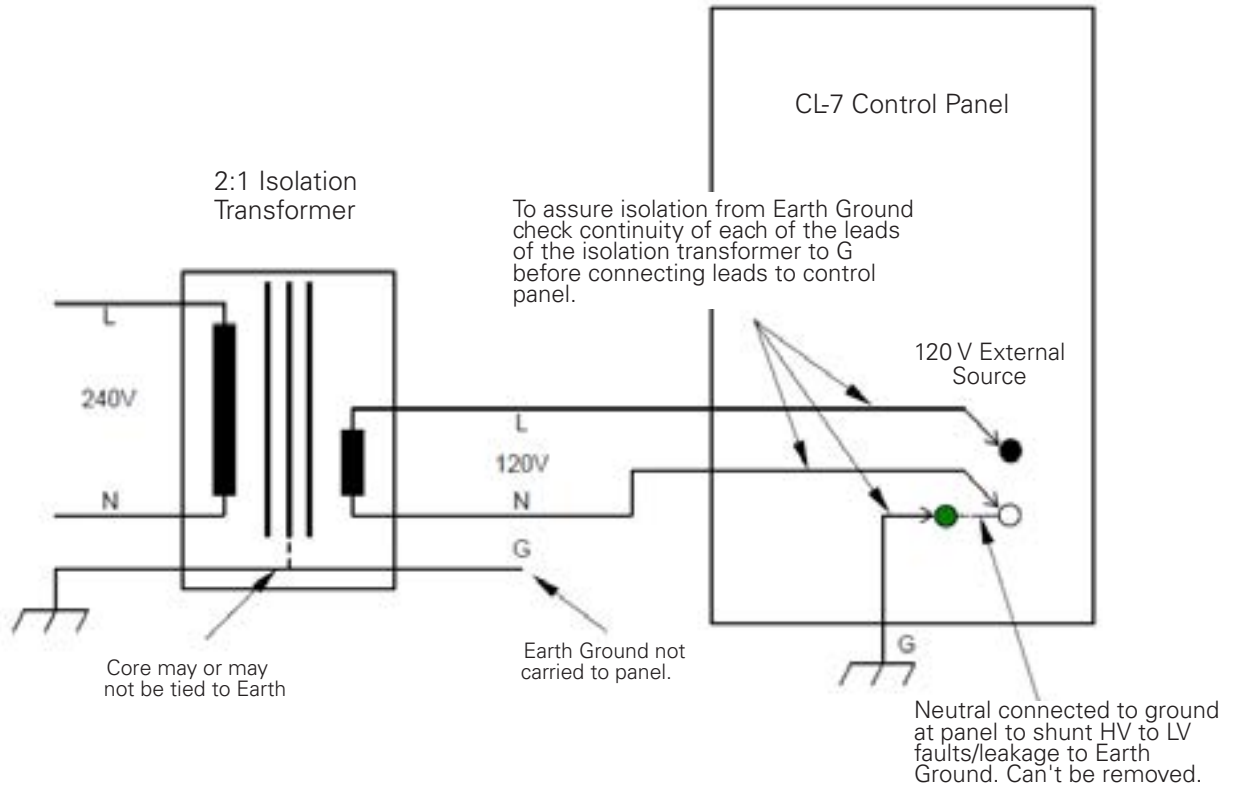 CL-7 Control Panel
2:1 Isolation
Transformer
To assure isolation from Earth Ground
check continuity of each of the leads
of the isolation transformer to G
before connecting leads to control
panel.
L
240V
N
120 V External
Source
L
120V
N
G
Core may or may
not be tied to Earth
Earth Ground not
carried to panel.
G
Neutral connected to ground
at panel to shunt HV to LV
faults/leakage to Earth
Ground. Can't be removed.